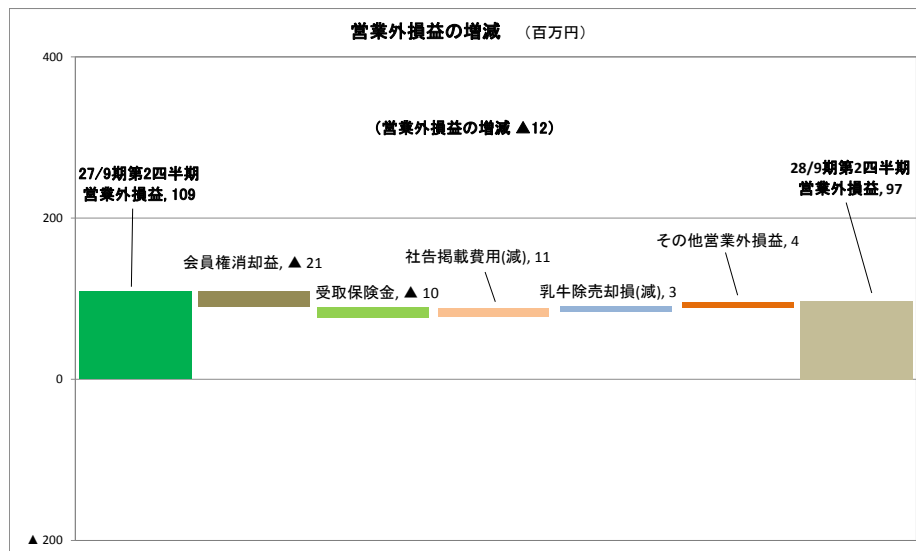 営業外損益の増減 （百万円）
400
（営業外損益の増減 ▲12）
27/9期第2四半期
営業外損益, 109
28/9期第2四半期
営業外損益, 97
200
会員権消却益, ▲ 21
受取保険金, ▲ 10
社告掲載費用(減), 11
乳牛除売却損(減), 3
その他営業外損益, 4
0
▲ 200